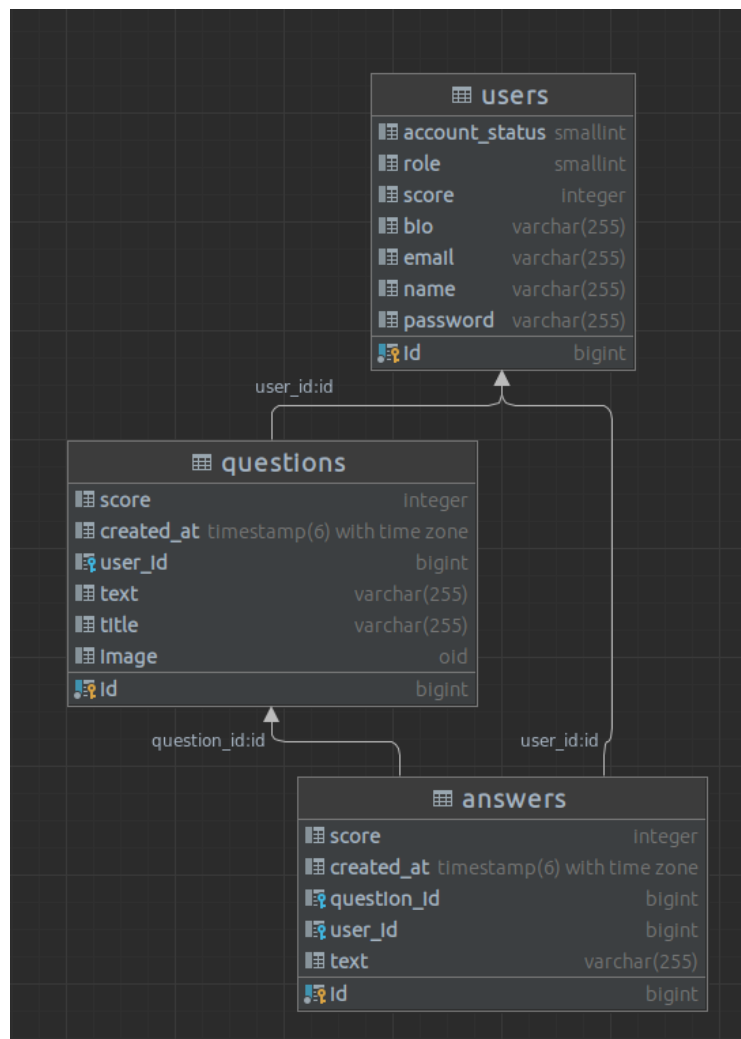 users
account_status smallint
role smallint
score integer
bio varchar(255)
email varchar(255)
name varchar(255)
password varchar(255)
id bigint
user_id:id
questions
score integer
created_at timestamp(6) with time zone
user_id bigint
text varchar(255)
title varchar(255)
image oid
id bigint
question_id:id
user_id:id
answers
score integer
created_at timestamp(6) with time zone
question_id bigint
user_id bigint
text varchar(255)
id bigint